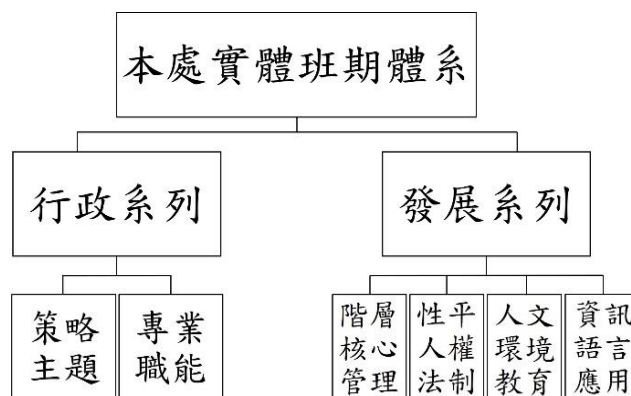 本處實體班期體系
行政系列
發展系列
策略
主題
專業
職能
階層
核心
管理
性平
人權
法制
人文
環境
教育
資訊
語言
應用